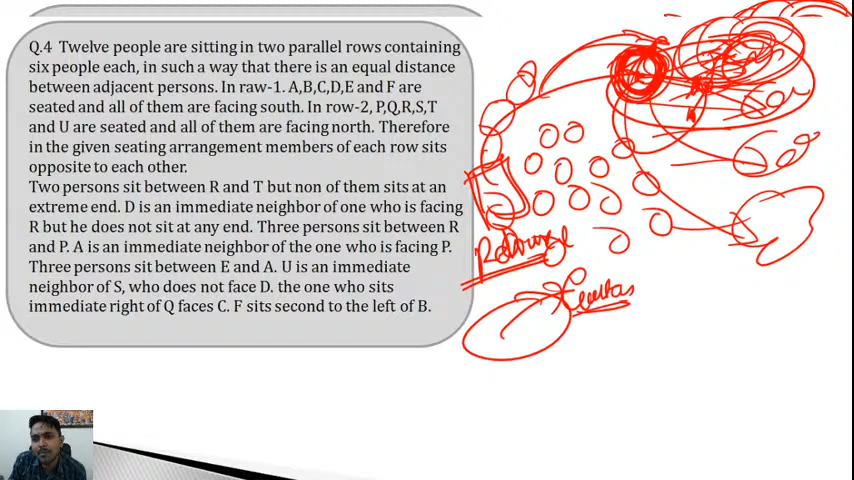 Q.4 Twelve people are sitting in two parallel rows containing
six people each, in such a way that there is an equal distance
between adjacent persons. In raw-1. A,B,C,D,E and F are
seated and all of them are facing south. In row-2, P,Q,R,S,T
and U are seated and all of them are facing north. Therefore
in the given seating arrangement members of each row sits
opposite to each other.
Two persons sit between R and T but non of them sits at an
extreme end. D is an immediate neighbor of one who is facing
R but he does not sit at any end. Three persons sit between R
and P. A is an immediate neighbor of the one who is facing P.
Three persons sit between E and A. U is an immediate
neighbor of S, who does not face D. the one who sits
immediate right of Q faces C. F sits second to the left of B.